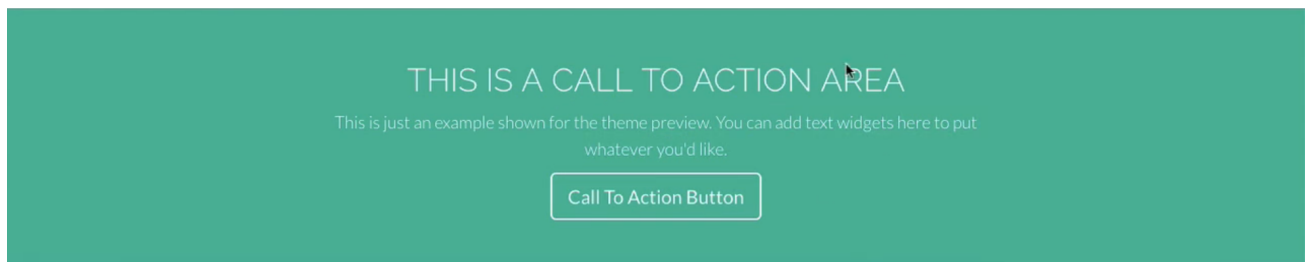 THIS IS A CALL TO ACTION AREA
This is just an example shown for the theme preview. You can add text widgets here to put
whatever you'd like.
Call To Action Button